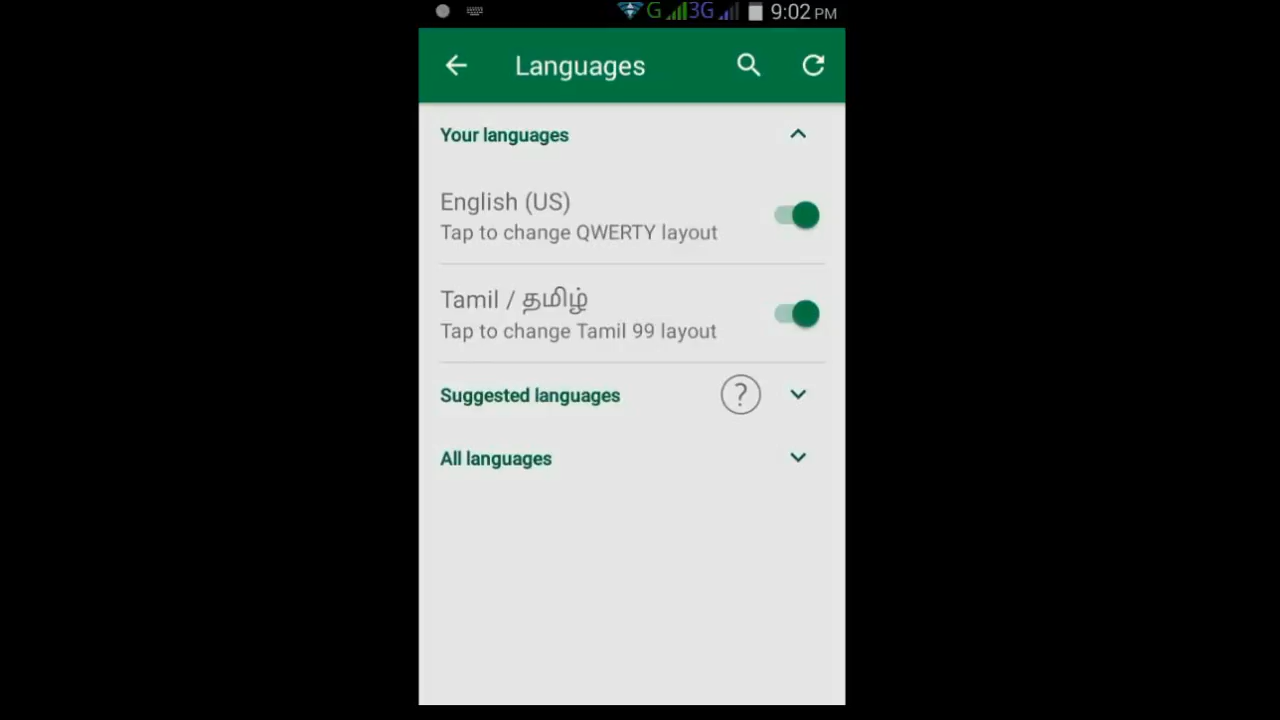 G 3G 9:02 PM
Languages
Your languages
English (US)
Tap to change QWERTY layout
Tamil / தமிழ்
Tap to change Tamil 99 layout
Suggested languages ?
All languages